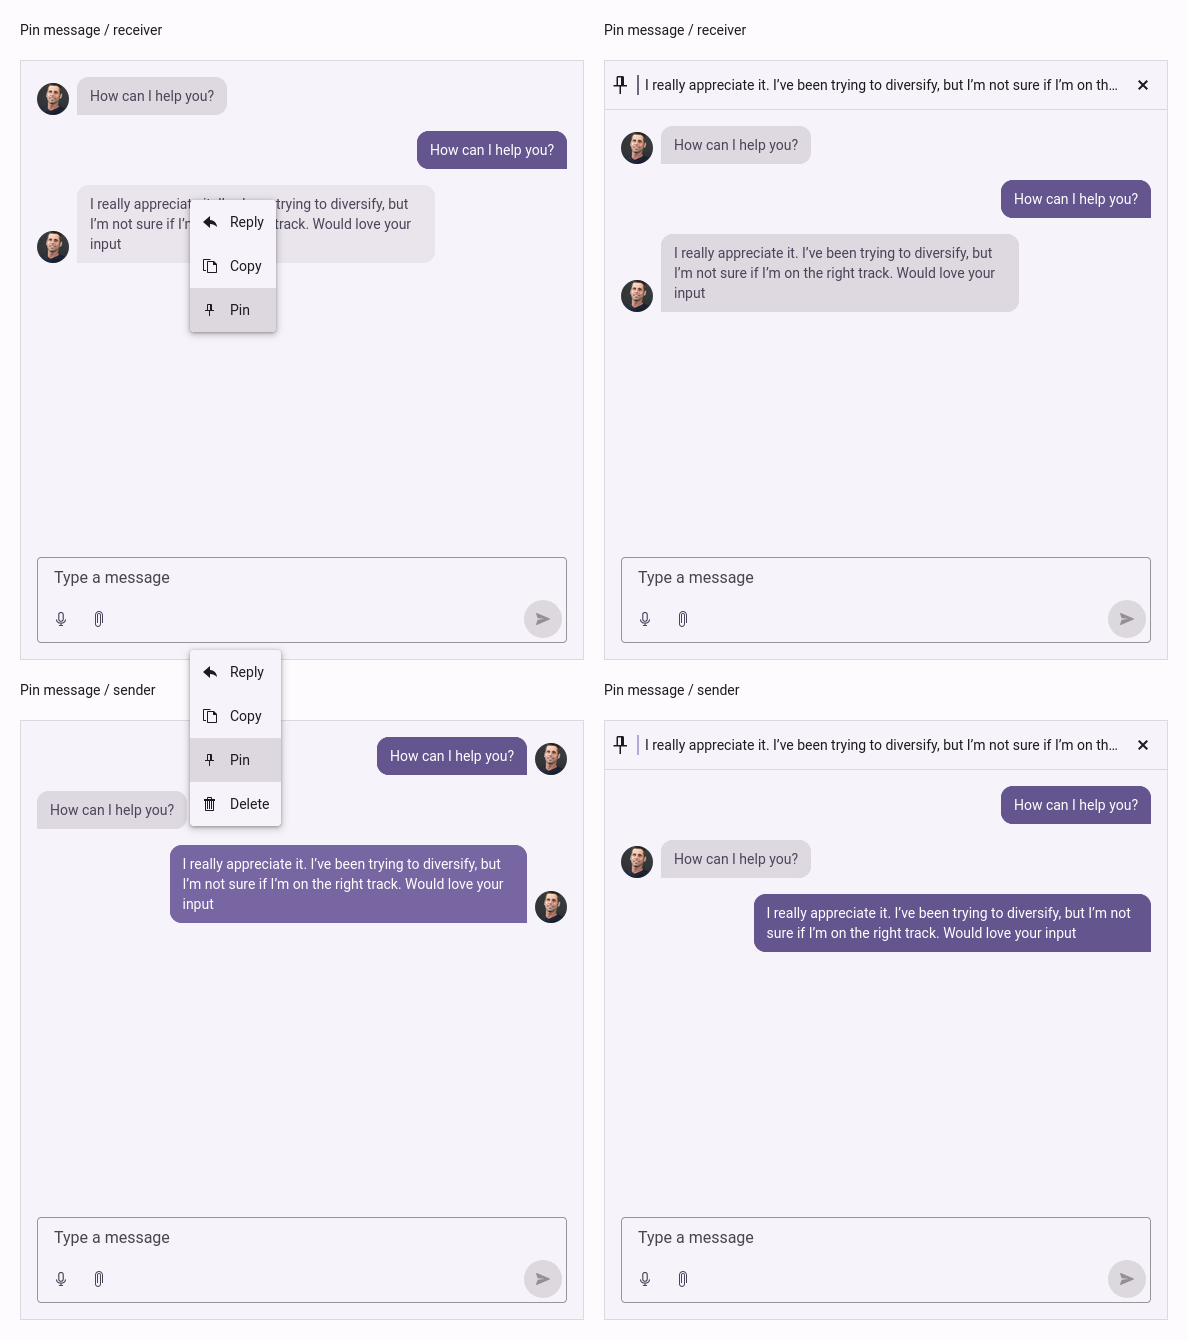 Pin message / receiver
How can I help you?
How can I help you?
I really appreciat trying to diversify, but
I'm not sure if I'm track. Would love your
input
Reply
Copy
Pin
Type a message
Pin message / receiver
I really appreciate it. I've been trying to diversify, but I'm not sure if I'm on th...
How can I help you?
How can I help you?
I really appreciate it. I've been trying to diversify, but
I'm not sure if I'm on the right track. Would love your
input
Type a message
Pin message / sender
Reply
Copy
Pin
Delete
How can I help you?
How can I help you?
I really appreciate it. I've been trying to diversify, but
I'm not sure if I'm on the right track. Would love your
input
Type a message
Pin message / sender
I really appreciate it. I've been trying to diversify, but I'm not sure if I'm on th...
How can I help you?
How can I help you?
I really appreciate it. I've been trying to diversify, but I'm not
sure if I'm on the right track. Would love your input
Type a message